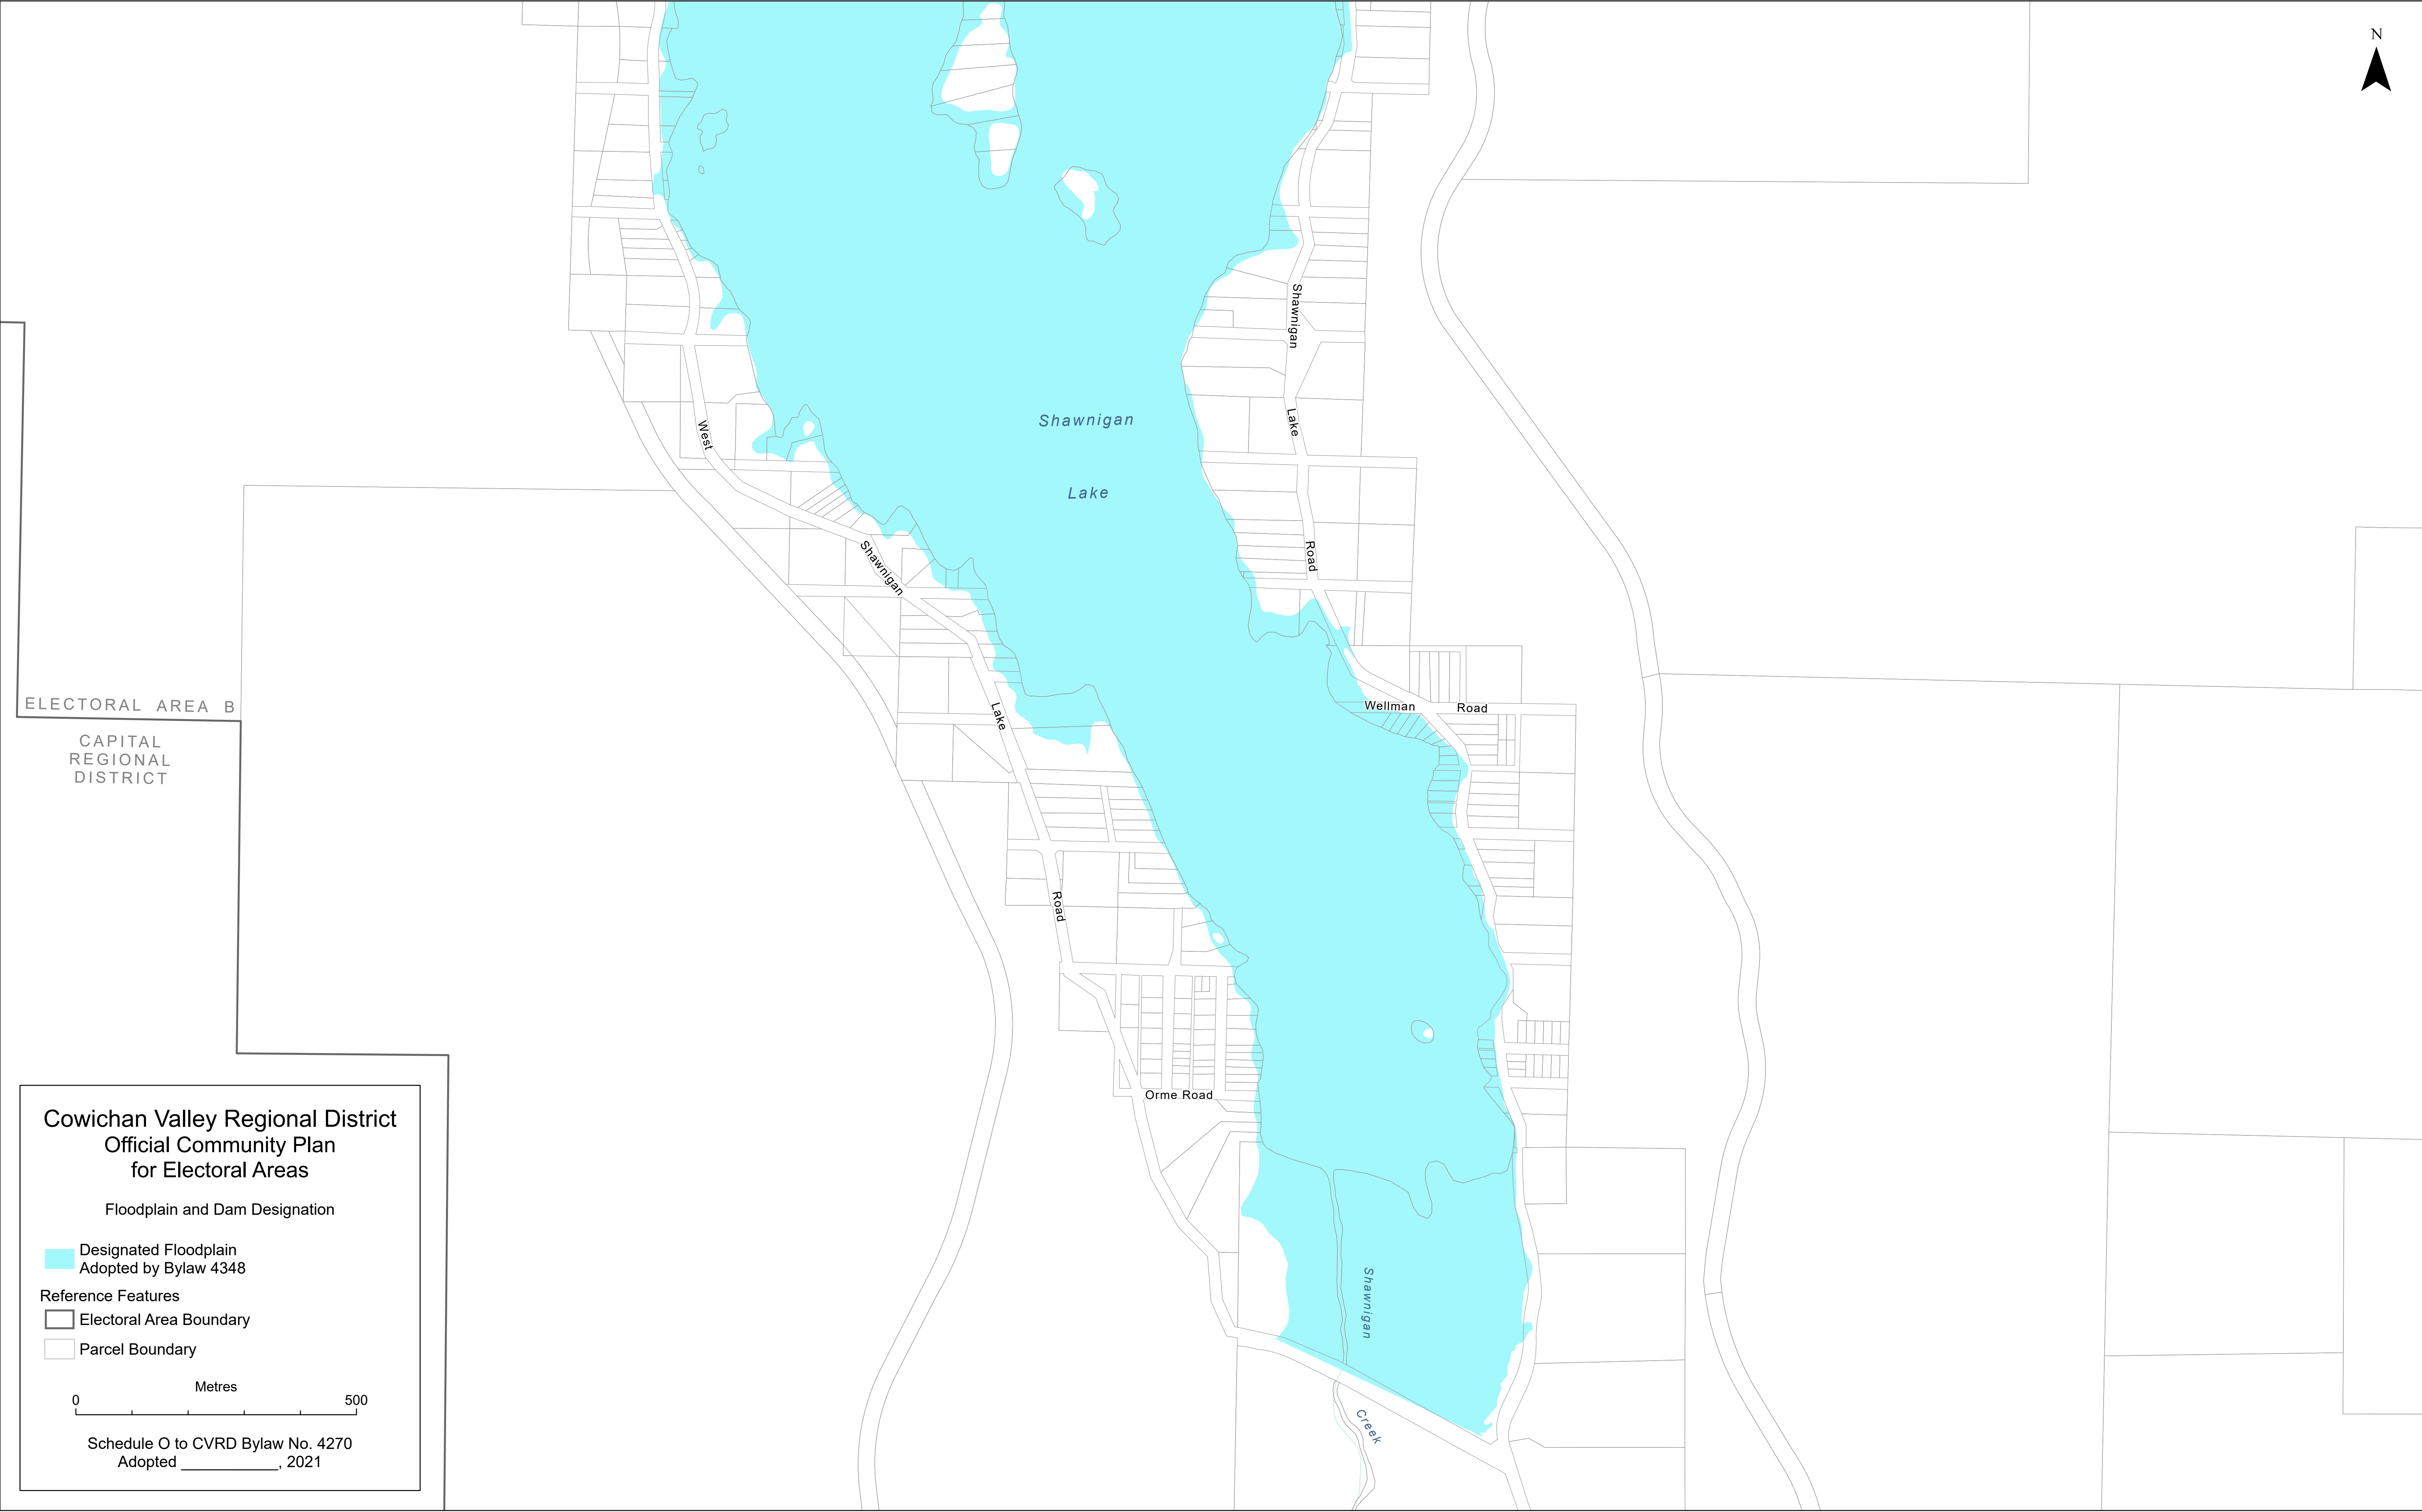 N
Shawnigan
Lake
Road
Shawnigan
Lake
West
Shawnigan
Lake
Road
Wellman Road
Orme Road
Shawnigan
Creek
ELECTORAL AREA B
CAPITAL
REGIONAL
DISTRICT
Cowichan Valley Regional District
Official Community Plan
for Electoral Areas
Floodplain and Dam Designation
Designated Floodplain
Adopted by Bylaw 4348
Reference Features
Electoral Area Boundary
Parcel Boundary
Metres
0 500
Schedule O to CVRD Bylaw No. 4270
Adopted ____________, 2021